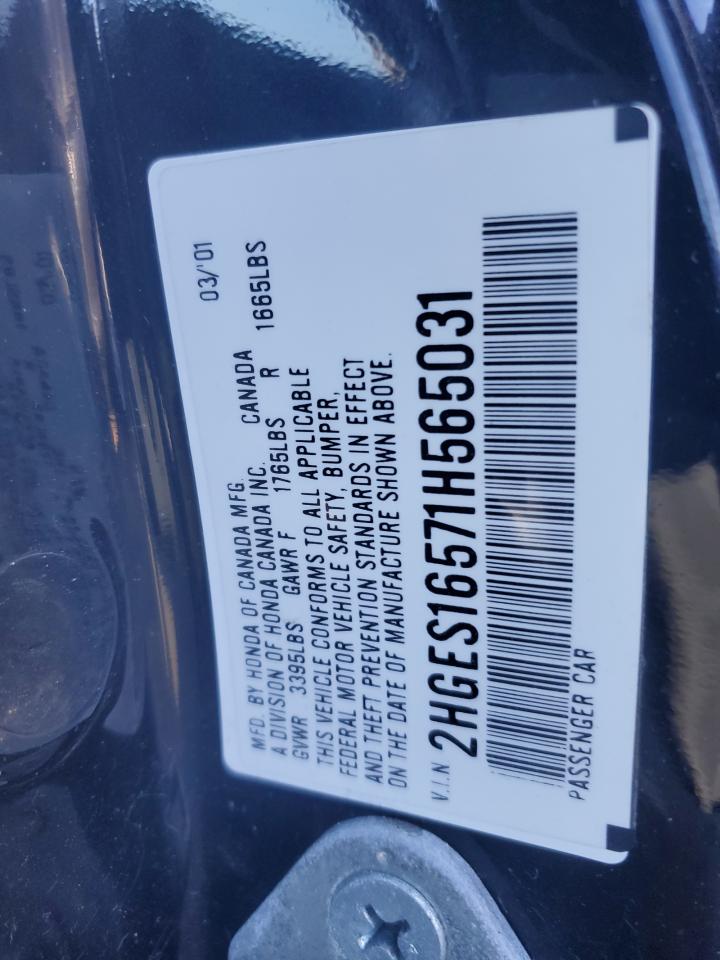 MFD. BY HONDA OF CANADA MFG. 03/'01
A DIVISION OF HONDA CANADA INC. CANADA
GVWR 3395LBS GAWR F 1765LBS R 1665LBS
THIS VEHICLE CONFORMS TO ALL APPLICABLE
FEDERAL MOTOR VEHICLE SAFETY, BUMPER,
AND THEFT PREVENTION STANDARDS IN EFFECT
ON THE DATE OF MANUFACTURE SHOWN ABOVE.
V.I.N 2HGES16571H565031
PASSENGER CAR